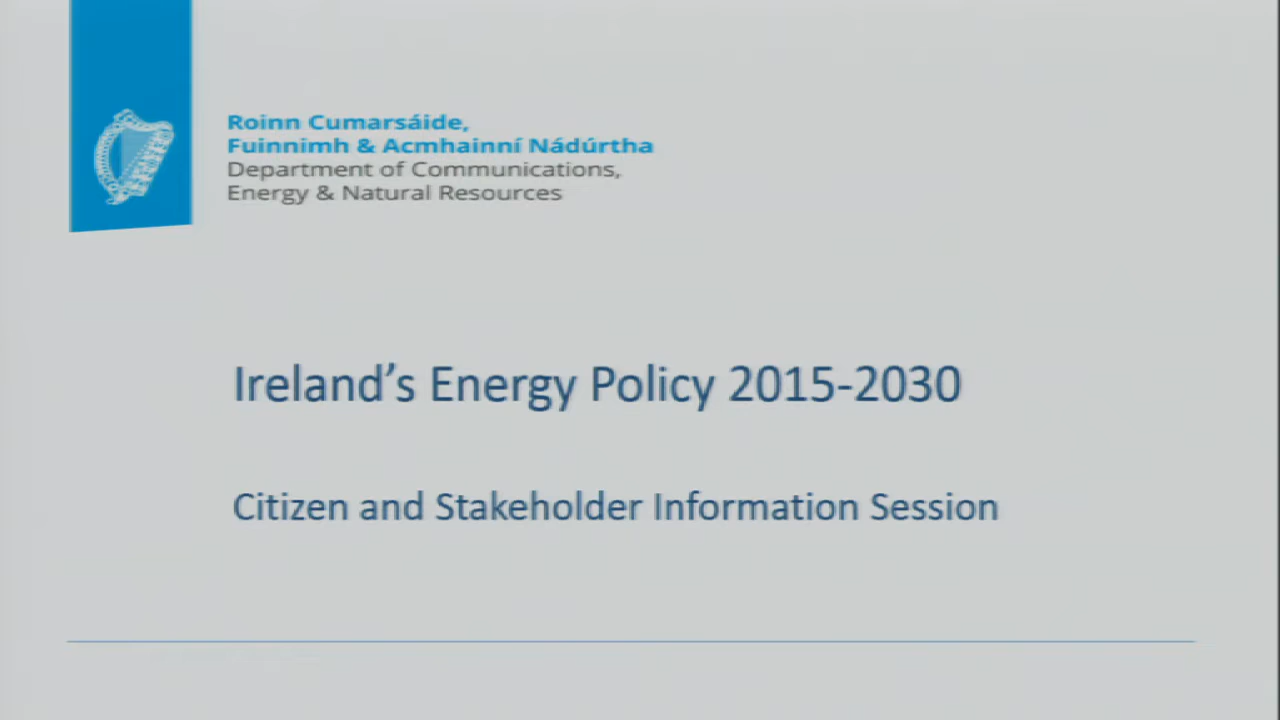 Roinn Cumarsáide,
Fuinnimh & Acmhainní Nádúrtha
Department of Communications,
Energy & Natural Resources
Ireland's Energy Policy 2015-2030
Citizen and Stakeholder Information Session